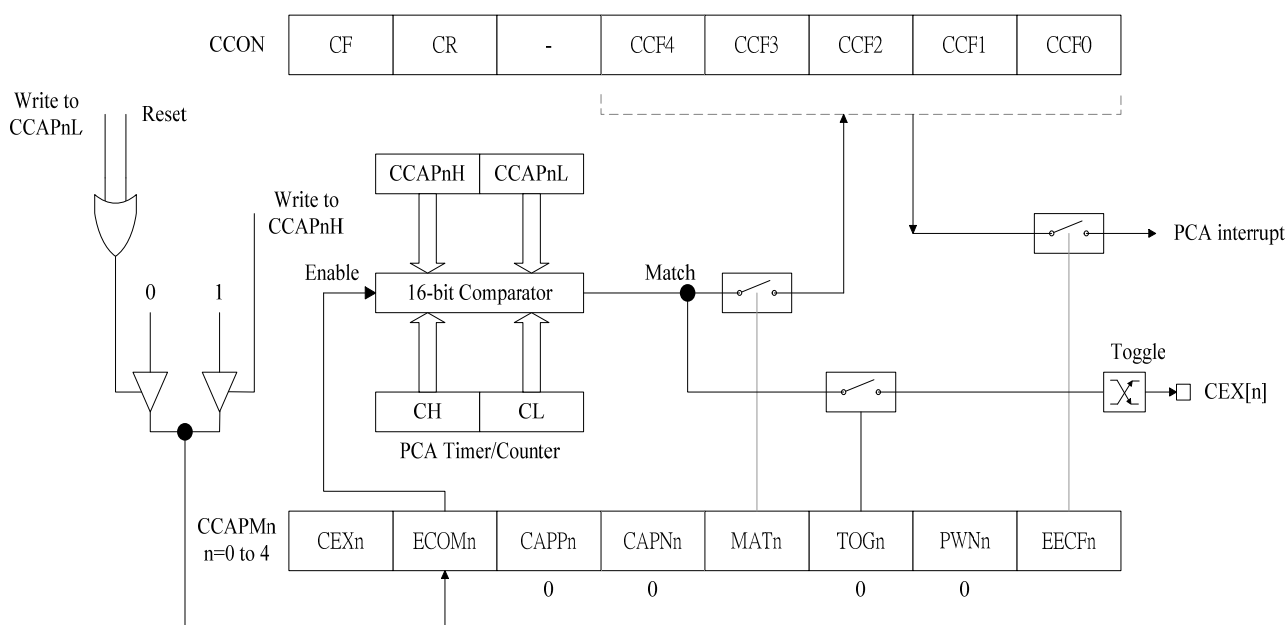 CCON CF CR - CCF4 CCF3 CCF2 CCF1 CCF0
Write to
CCAPnL
Reset
CCAPnH CCAPnL
Write to
CCAPnH
PCA interrupt
Enable
16-bit Comparator
Match
0 1
Toggle
CEX[n]
CH CL
PCA Timer/Counter
CCAPMn
n=0 to 4
CEXn ECOMn CAPPn CAPNn MATn TOGn PWNn EECFn
0 0 0 0